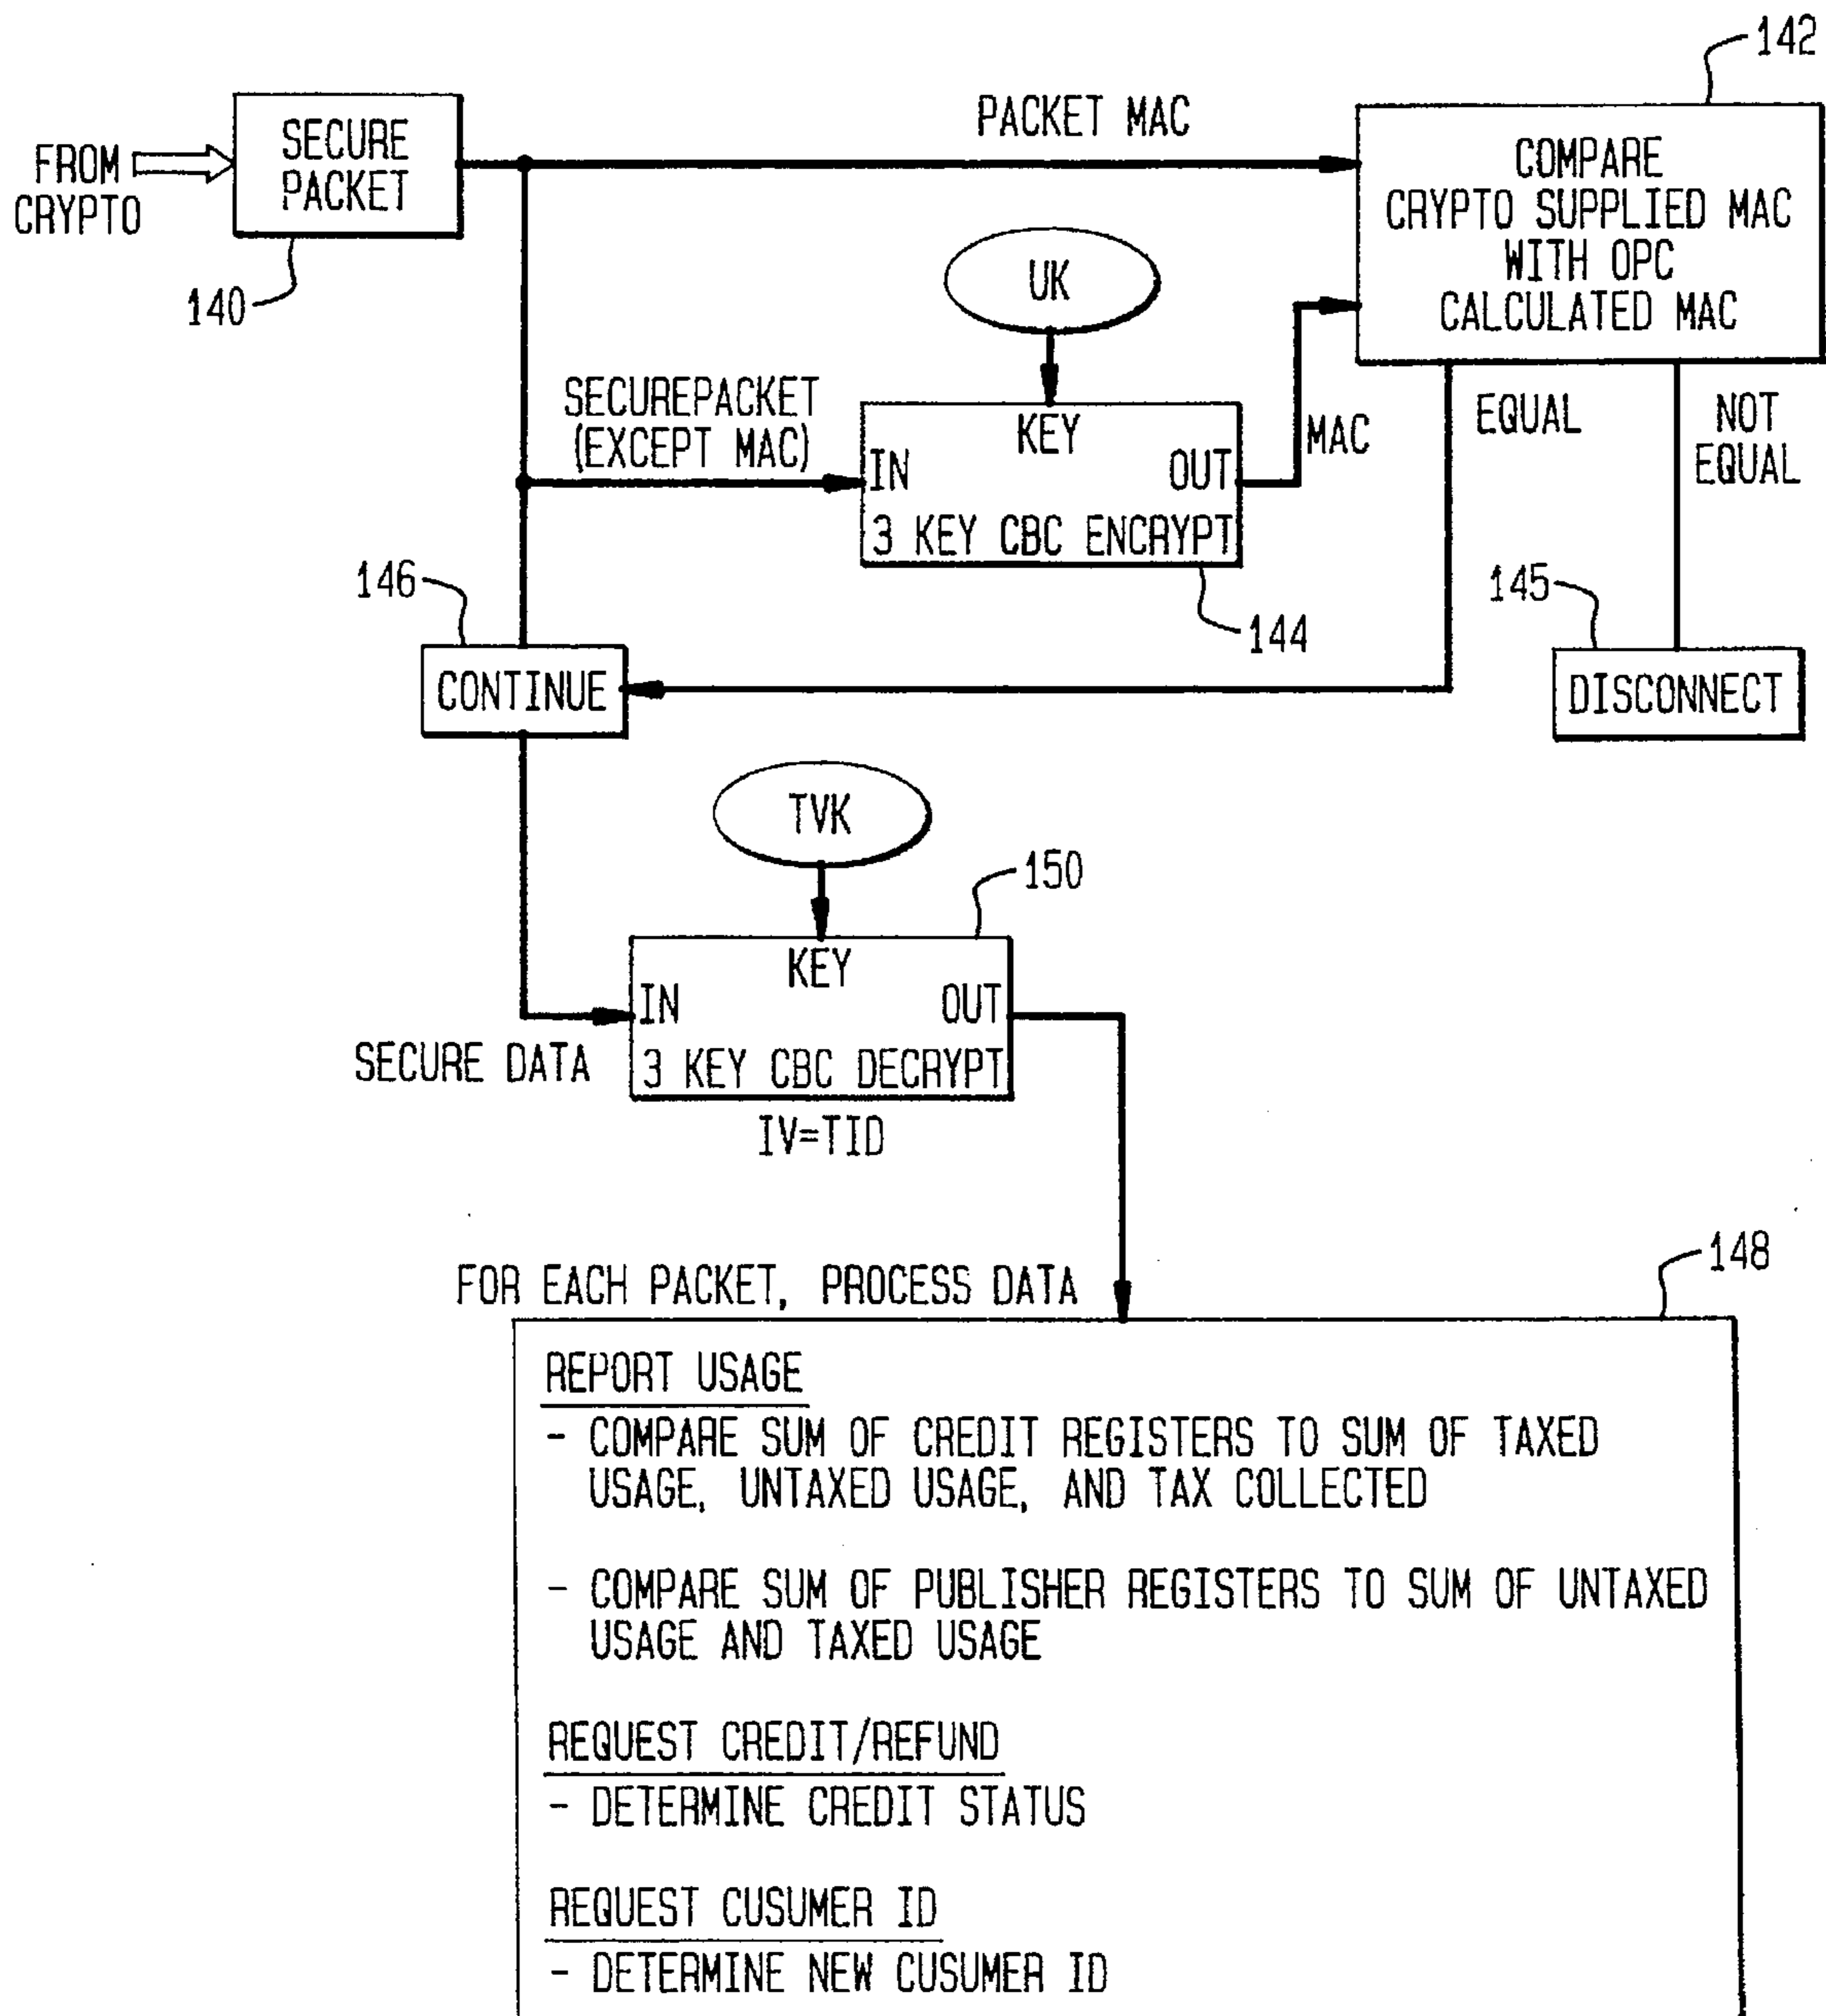 142
PACKET MAC
FROM
CRYPTO
SECURE
PACKET
140
COMPARE
CRYPTO SUPPLIED MAC
WITH OPC
CALCULATED MAC
UK
SECUREPACKET
(EXCEPT MAC)
KEY
IN
OUT
3 KEY CBC ENCRYPT
MAC
144
EQUAL
NOT
EQUAL
146
CONTINUE
145
DISCONNECT
TVK
150
KEY
IN
OUT
3 KEY CBC DECRYPT
SECURE DATA
IV=TID
148
FOR EACH PACKET, PROCESS DATA
REPORT USAGE
- COMPARE SUM OF CREDIT REGISTERS TO SUM OF TAXED
USAGE, UNTAXED USAGE, AND TAX COLLECTED
- COMPARE SUM OF PUBLISHER REGISTERS TO SUM OF UNTAXED
USAGE AND TAXED USAGE
REQUEST CREDIT/REFUND
- DETERMINE CREDIT STATUS
REQUEST CUSUMER ID
- DETERMINE NEW CUSUMER ID